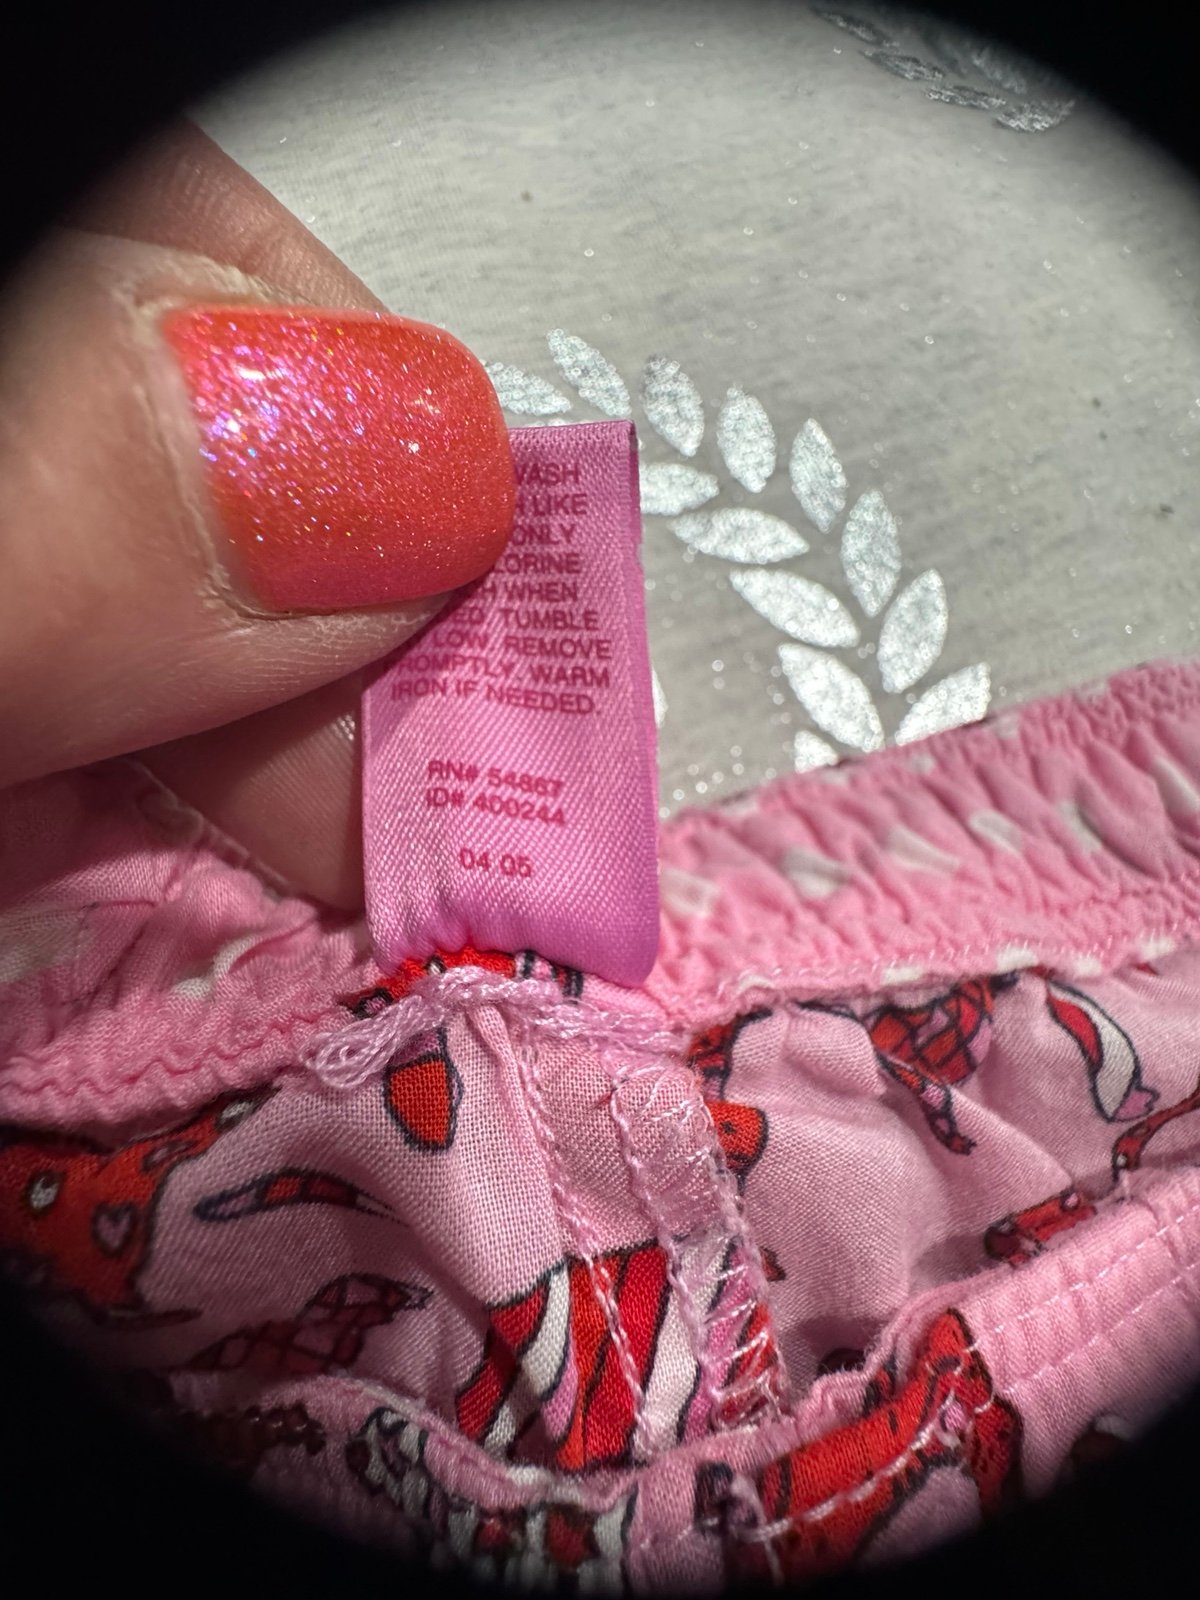 WASH
LIKE
ONLY
ORINE
H WHEN
ED. TUMBLE
LOW. REMOVE
PROMPTLY. WARM
IRON IF NEEDED.
RN# 54867
ID# 400244
04 05